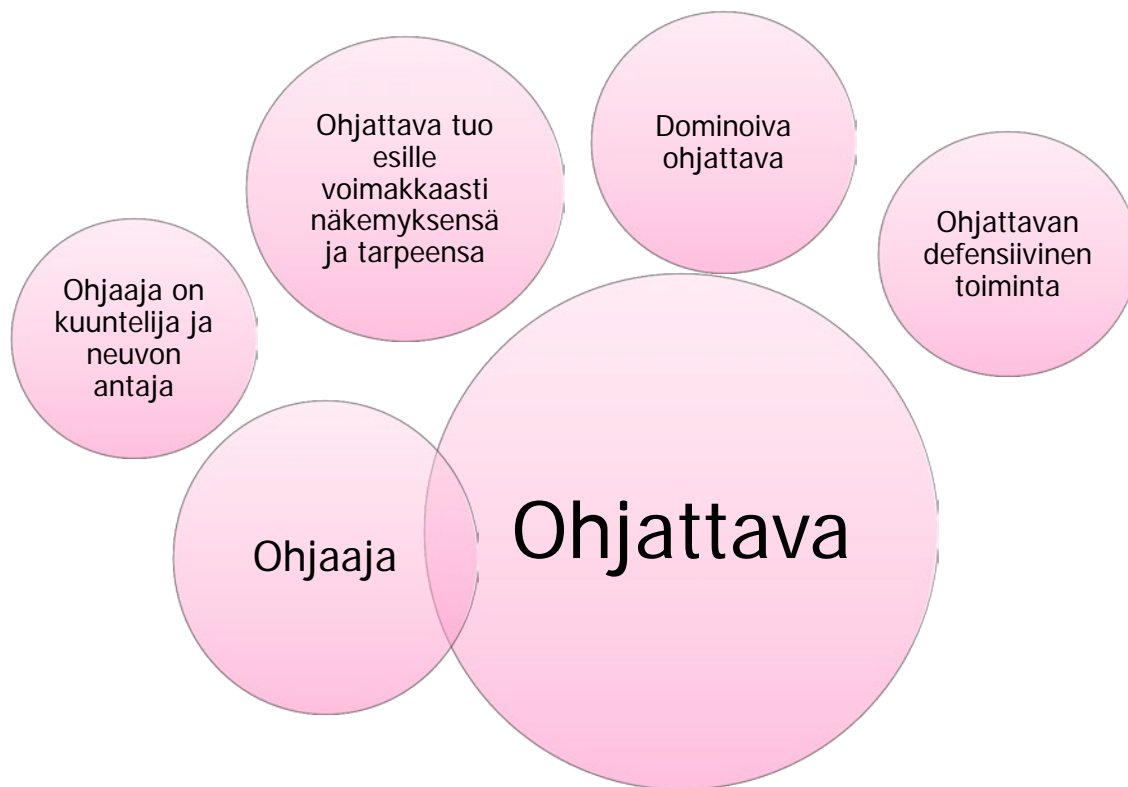 Ohjattava tuo
esille
voimakkaasti
näkemyksensä
ja tarpeensa
Dominoiva
ohjattava
Ohjattavan
defensiivinen
toiminta
Ohjaaja on
kuuntelija ja
neuvon
antaja
Ohjaaja
Ohjattava